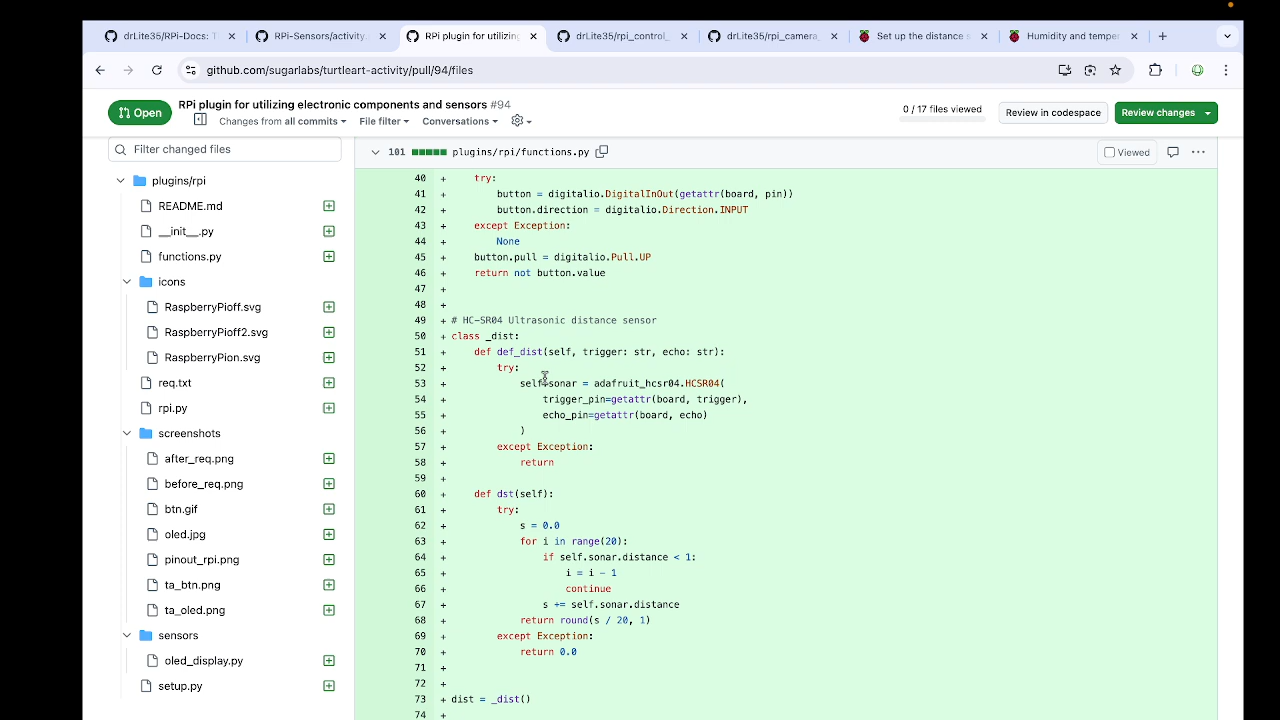 drLite35/RPi-Docs: T
RPi-Sensors/activity.
RPi plugin for utilizing
drLite35/rpi_control_
drLite35/rpi_camera_
Set up the distance s
Humidity and temper
github.com/sugarlabs/turtleart-activity/pull/94/files
Open
RPi plugin for utilizing electronic components and sensors #94
Changes from all commits
File filter
Conversations
0 / 17 files viewed
Review in codespace
Review changes
Filter changed files
plugins/rpi
README.md
__init__.py
functions.py
icons
RaspberryPioff.svg
RaspberryPioff2.svg
RaspberryPion.svg
req.txt
rpi.py
screenshots
after_req.png
before_req.png
btn.gif
oled.jpg
pinout_rpi.png
ta_btn.png
ta_oled.png
sensors
oled_display.py
setup.py
101 plugins/rpi/functions.py
Viewed
40 + try:
41 + button = digitalio.DigitalInOut(getattr(board, pin))
42 + button.direction = digitalio.Direction.INPUT
43 + except Exception:
44 + None
45 + button.pull = digitalio.Pull.UP
46 + return not button.value
47 +
48 +
49 + # HC-SR04 Ultrasonic distance sensor
50 + class _dist:
51 + def def_dist(self, trigger: str, echo: str):
52 + try:
53 + self.sonar = adafruit_hcsr04.HCSR04(
54 + trigger_pin=getattr(board, trigger),
55 + echo_pin=getattr(board, echo)
56 + )
57 + except Exception:
58 + return
59 +
60 + def dst(self):
61 + try:
62 + s = 0.0
63 + for i in range(20):
64 + if self.sonar.distance < 1:
65 + i = i - 1
66 + continue
67 + s += self.sonar.distance
68 + return round(s / 20, 1)
69 + except Exception:
70 + return 0.0
71 +
72 +
73 + dist = _dist()
74 +